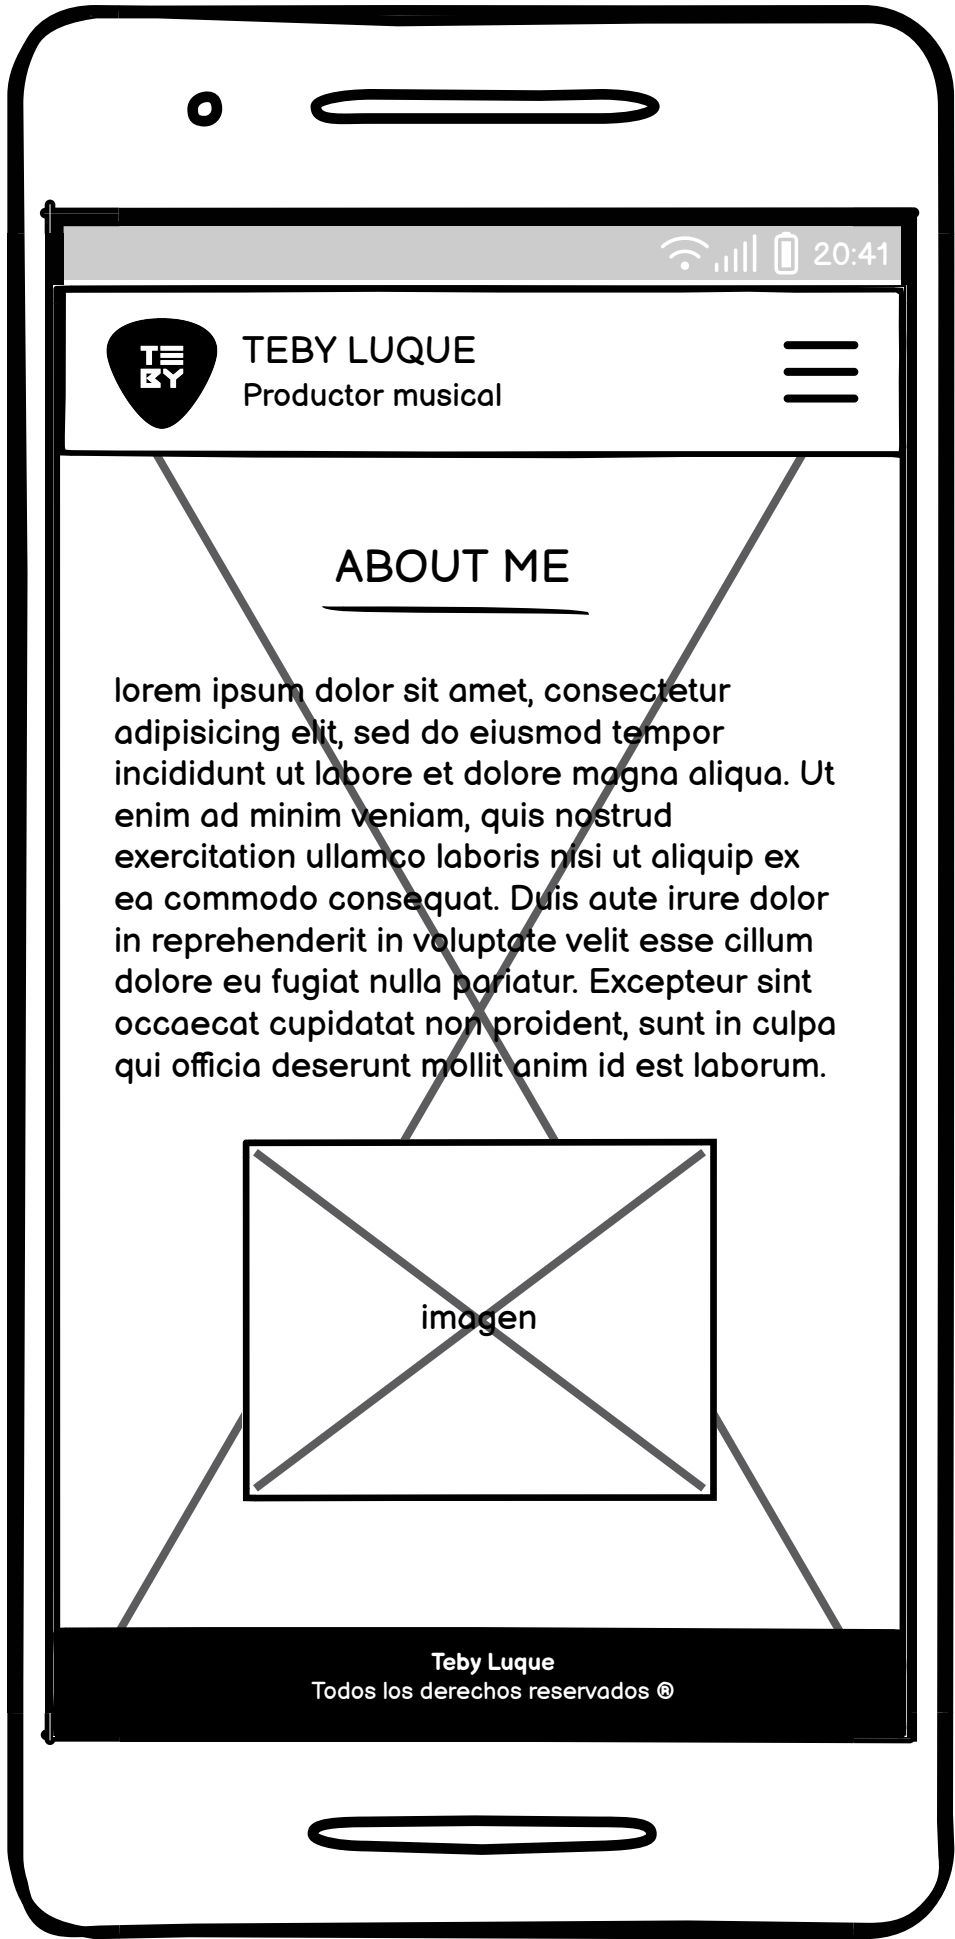 20:41
TEBY
TEBY LUQUE
Productor musical
ABOUT ME
lorem ipsum dolor sit amet, consectetur
adipisicing elit, sed do eiusmod tempor
incididunt ut labore et dolore magna aliqua. Ut
enim ad minim veniam, quis nostrud
exercitation ullamco laboris nisi ut aliquip ex
ea commodo consequat. Duis aute irure dolor
in reprehenderit in voluptate velit esse cillum
dolore eu fugiat nulla pariatur. Excepteur sint
occaecat cupidatat non proident, sunt in culpa
qui officia deserunt mollit anim id est laborum.
imagen
Teby Luque
Todos los derechos reservados ®